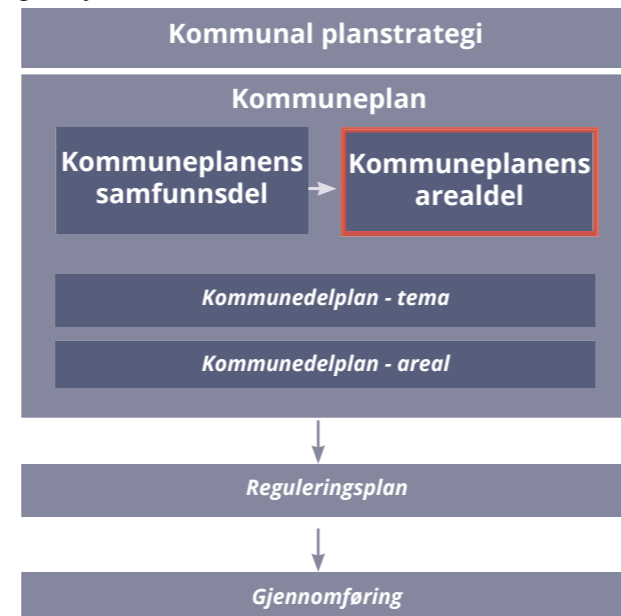 Kommunal planstrategi
Kommuneplan
Kommuneplanens
samfunnsdel
Kommuneplanens
arealdel
Kommunedelplan - tema
Kommunedelplan - areal
Reguleringsplan
Gjennomføring